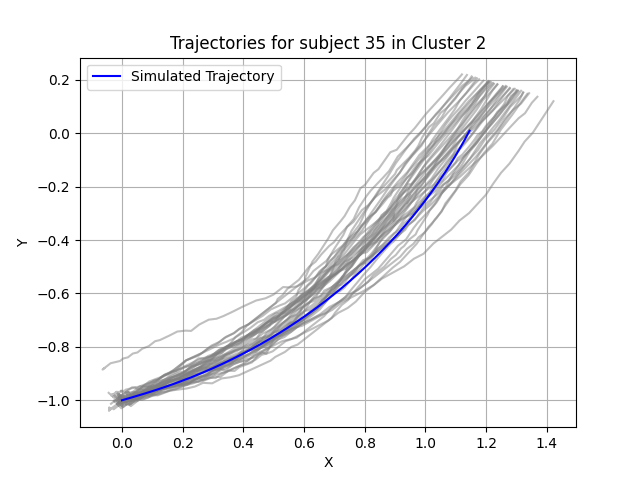 Trajectories for subject 35 in Cluster 2
Simulated Trajectory
0.2
0.0
−0.2
−0.4
−0.6
−0.8
−1.0
Y
0.0 0.2 0.4 0.6 0.8 1.0 1.2 1.4
X